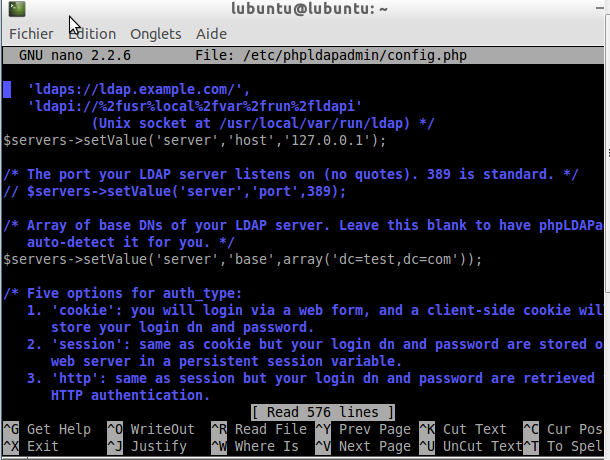 lubuntu@lubuntu: ~
Fichier Edition Onglets Aide
GNU nano 2.2.6 File: /etc/phpldapadmin/config.php
'ldaps://ldap.example.com/',
'ldapi://%2fusr%local%2fvar%2frun%2fldapi'
(Unix socket at /usr/local/var/run/ldap) */
$servers->setValue('server','host','127.0.0.1');
/* The port your LDAP server listens on (no quotes). 389 is standard. */
// $servers->setValue('server','port',389);
/* Array of base DNs of your LDAP server. Leave this blank to have phpLDAPa
auto-detect it for you. */
$servers->setValue('server','base',array('dc=test,dc=com'));
/* Five options for auth_type:
1. 'cookie': you will login via a web form, and a client-side cookie wil
store your login dn and password.
2. 'session': same as cookie but your login dn and password are stored o
web server in a persistent session variable.
3. 'http': same as session but your login dn and password are retrieved
HTTP authentication.
[ Read 576 lines ]
^G Get Help ^O WriteOut ^R Read File ^Y Prev Page ^K Cut Text ^C Cur Pos
^X Exit ^J Justify ^W Where Is ^V Next Page ^U UnCut Text ^T To Spel